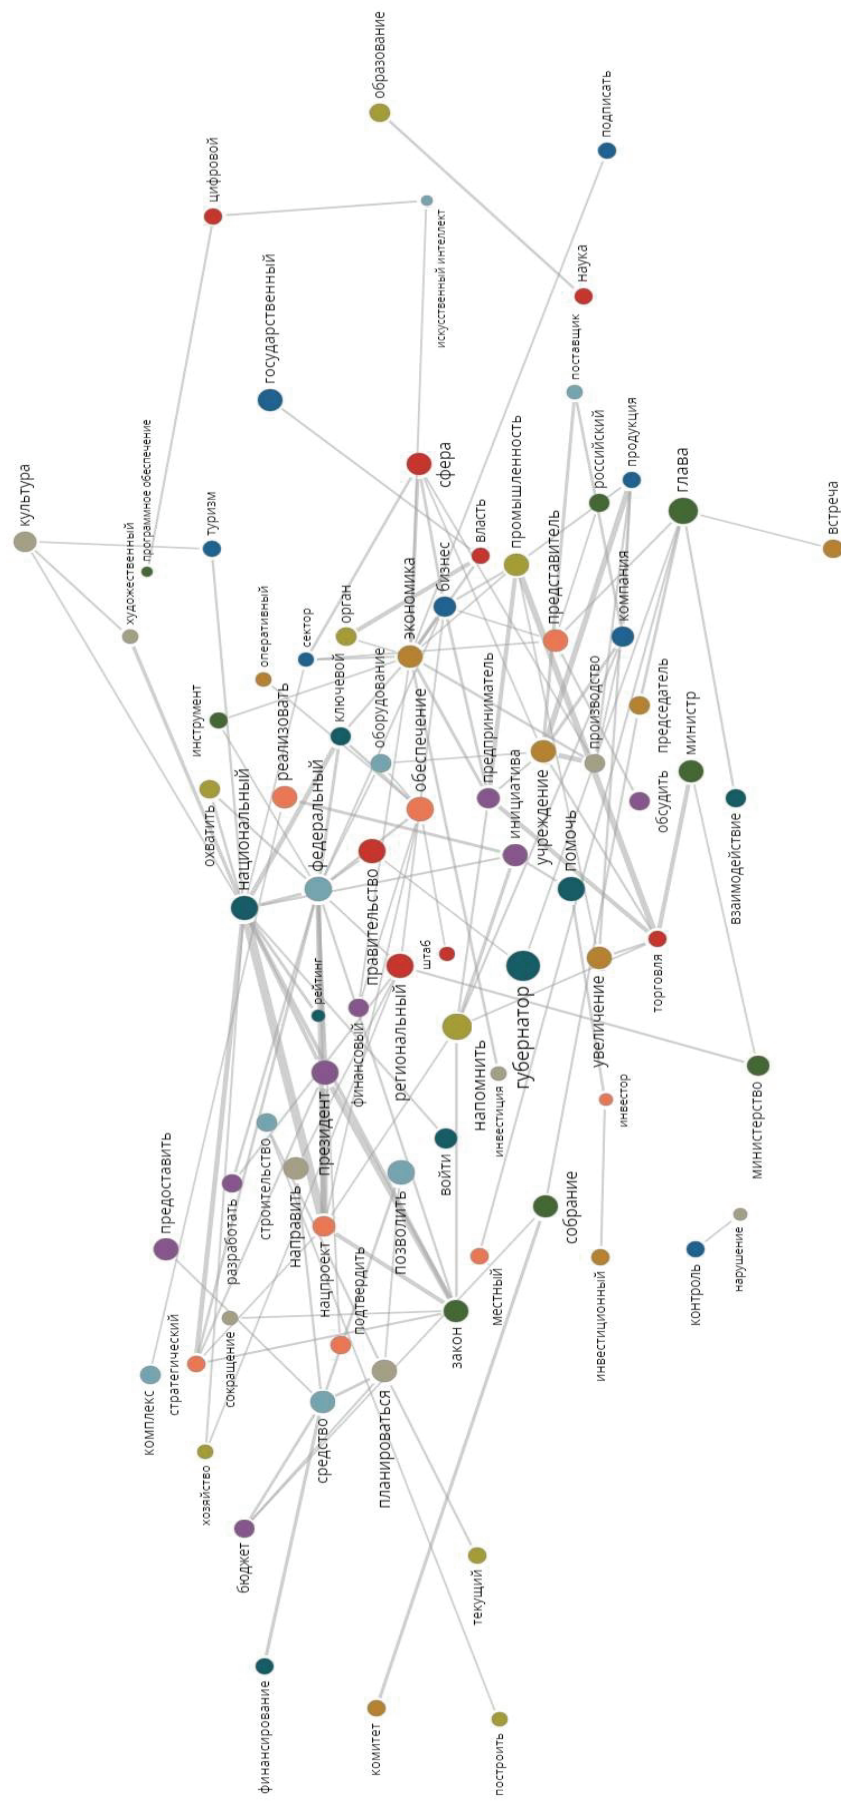 образование
подписать
цифровой
искусственный интеллект
наука
государственный
поставщик
культура
программное обеспечение
художественный
туризм
сфера
промышленность
российский
продукция
глава
власть
встреча
бизнес
представитель
компания
экономика
орган
сектор
оперативный
ключевой
оборудование
инструмент
реализовать
обеспечение
предприниматель
производство
председатель
министр
охватить
национальный
федеральный
инициатива
учреждение
обсудить
помочь
взаимодействие
правительство
штаб
рейтинг
финансовый
региональный
губернатор
увеличение
торговля
напомнить
инвестиция
инвестор
министерство
президент
строительство
войти
предоставить
разработать
направить
позволить
собрание
нацпроект
подтвердить
местный
контроль
нарушение
инвестиционный
закон
комплекс
стратегический
сокращение
средство
планироваться
хозяйство
бюджет
текущий
финансирование
комитет
построить